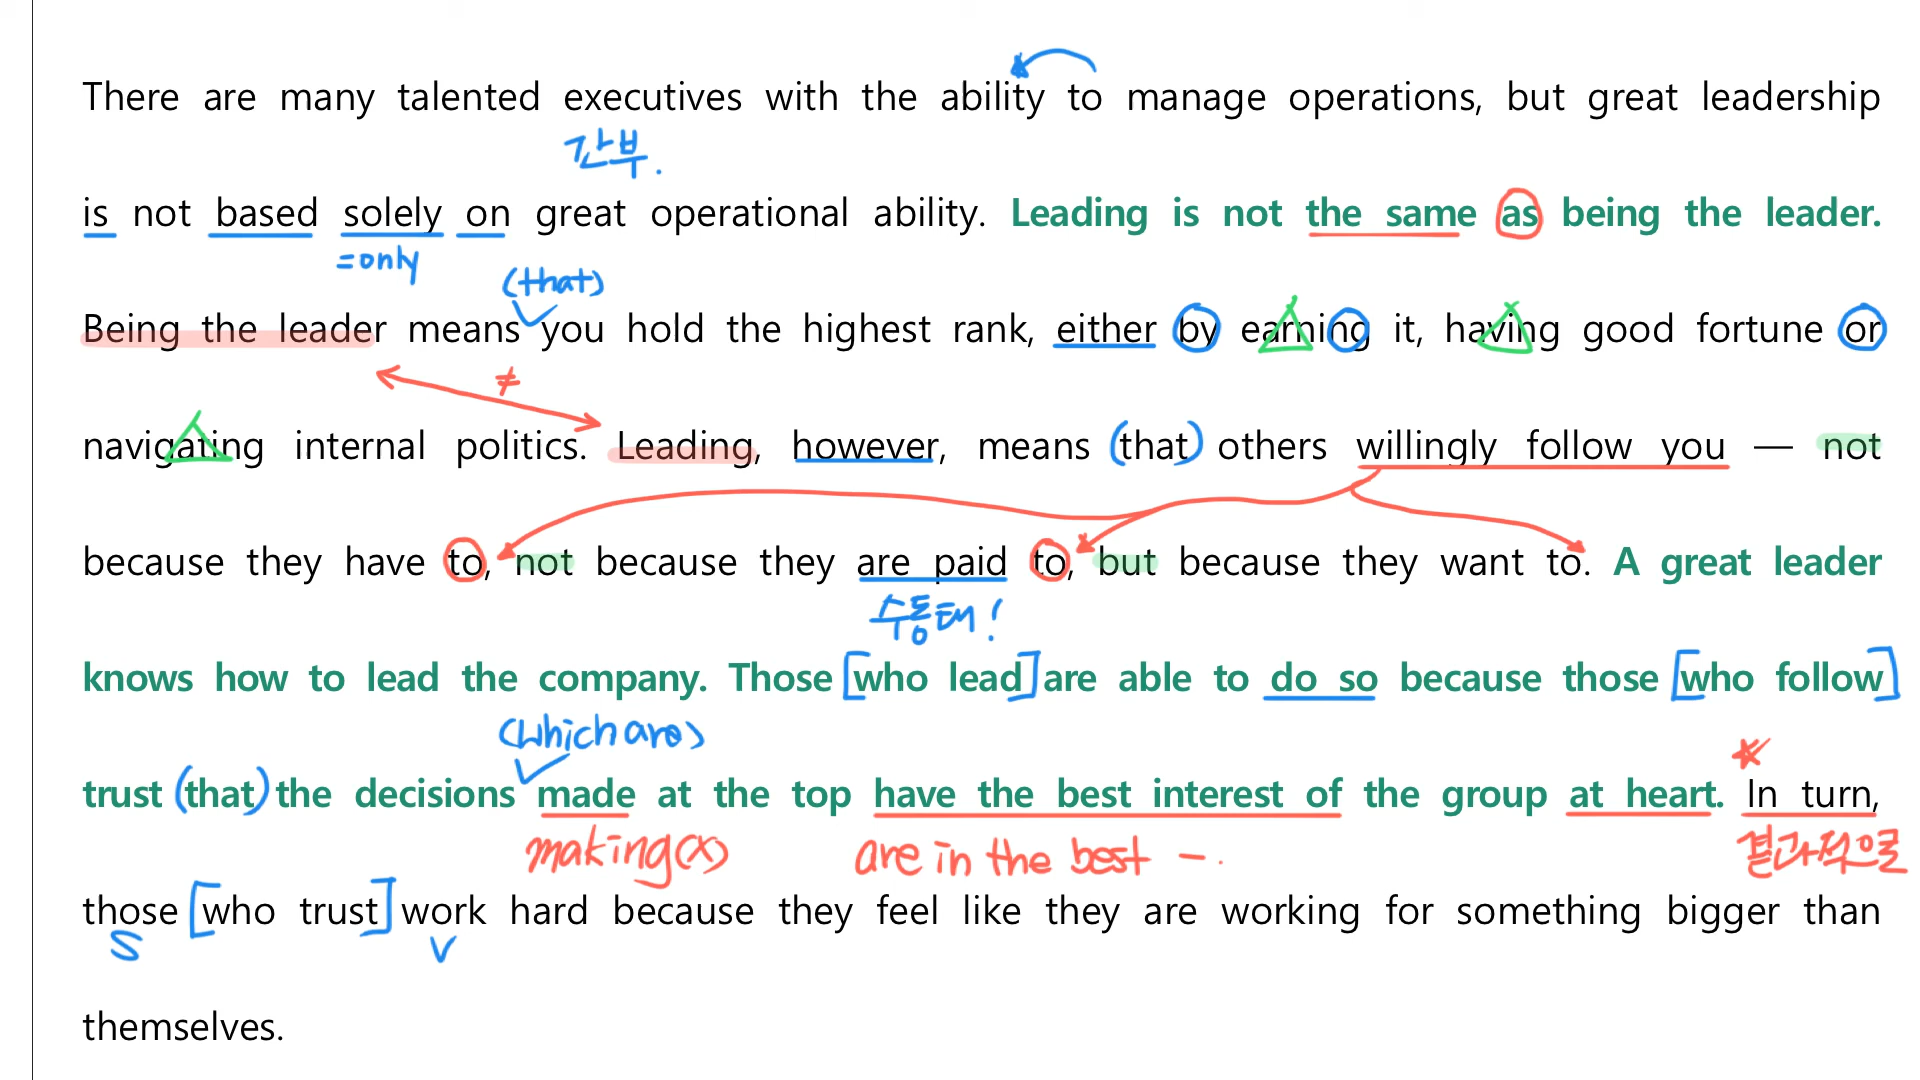 There are many talented executives with the ability to manage operations, but great leadership
간부.
is not based solely on great operational ability. Leading is not the same as being the leader.
=only
(that)
Being the leader means you hold the highest rank, either by earning it, having good fortune or
≠
navigating internal politics. Leading, however, means (that) others willingly follow you — not
because they have to, not because they are paid to, but because they want to. A great leader
수동태!
knows how to lead the company. Those [who lead] are able to do so because those [who follow]
(which are)
trust (that) the decisions made at the top have the best interest of the group at heart. In turn,
making(x) are in the best — .
결과적으로
those [who trust] work hard because they feel like they are working for something bigger than
S V
themselves.